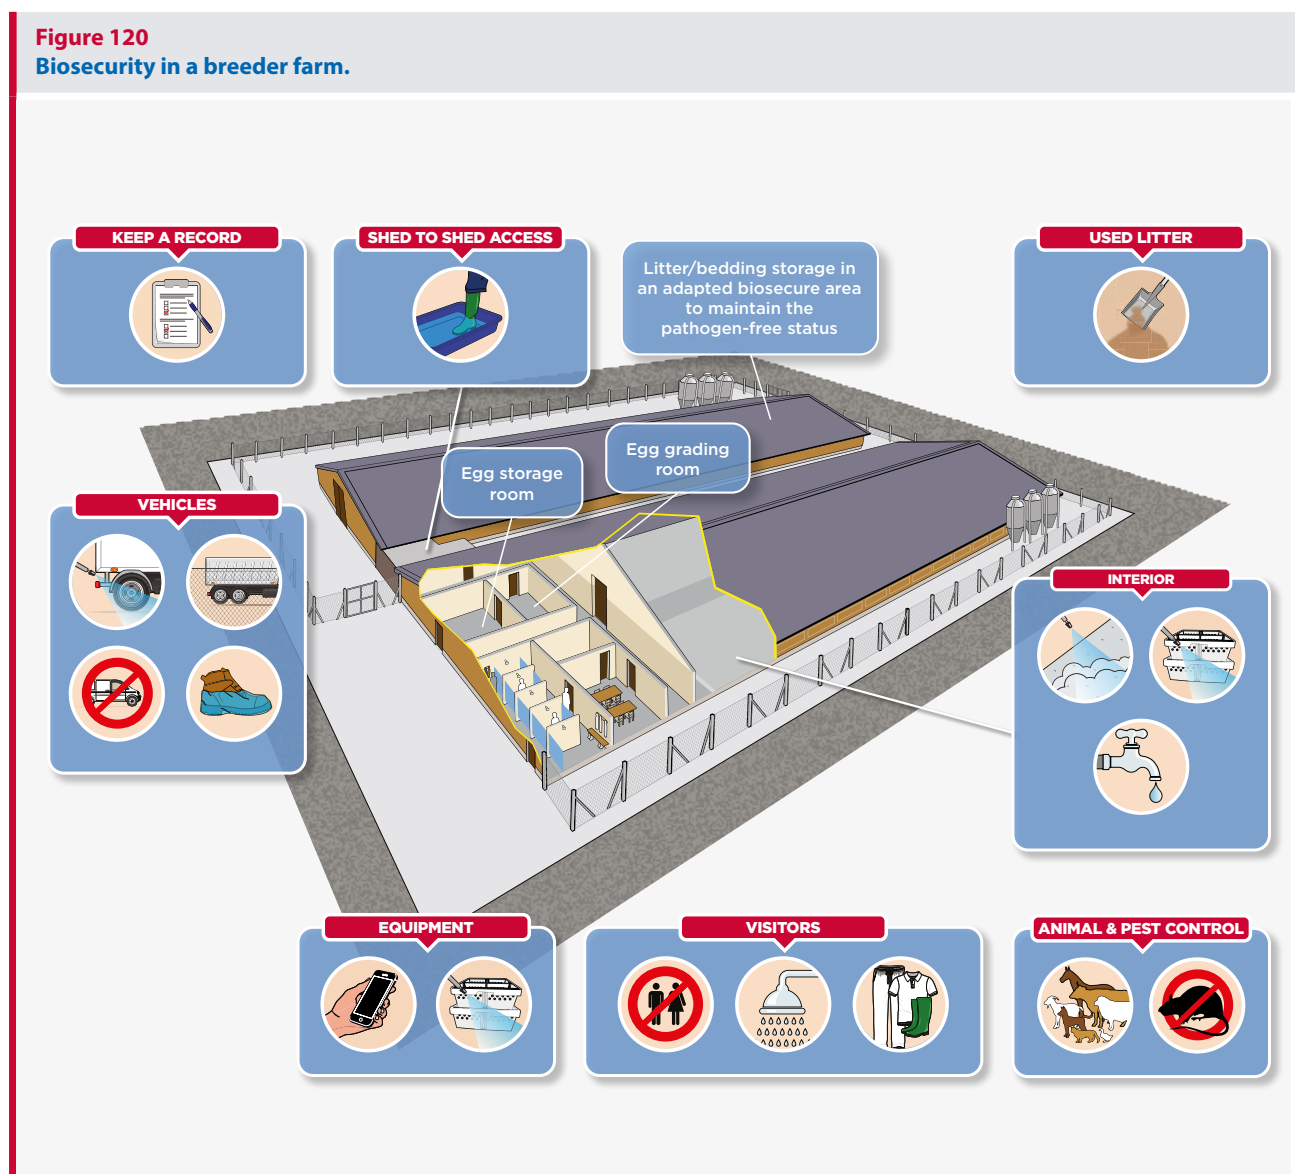 Figure 120
Biosecurity in a breeder farm.
KEEP A RECORD
SHED TO SHED ACCESS
Litter/bedding storage in
an adapted biosecure area
to maintain the
pathogen-free status
USED LITTER
Egg storage
room
Egg grading
room
VEHICLES
INTERIOR
EQUIPMENT
VISITORS
ANIMAL & PEST CONTROL